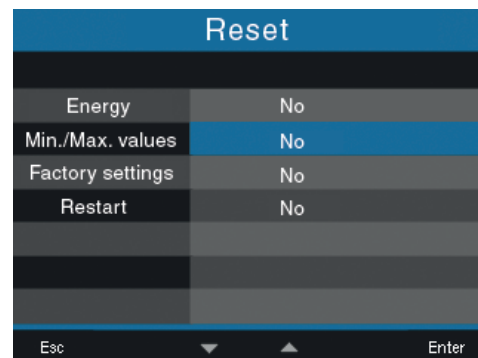 Reset
Energy No
Min./Max. values No
Factory settings No
Restart No
Esc Enter